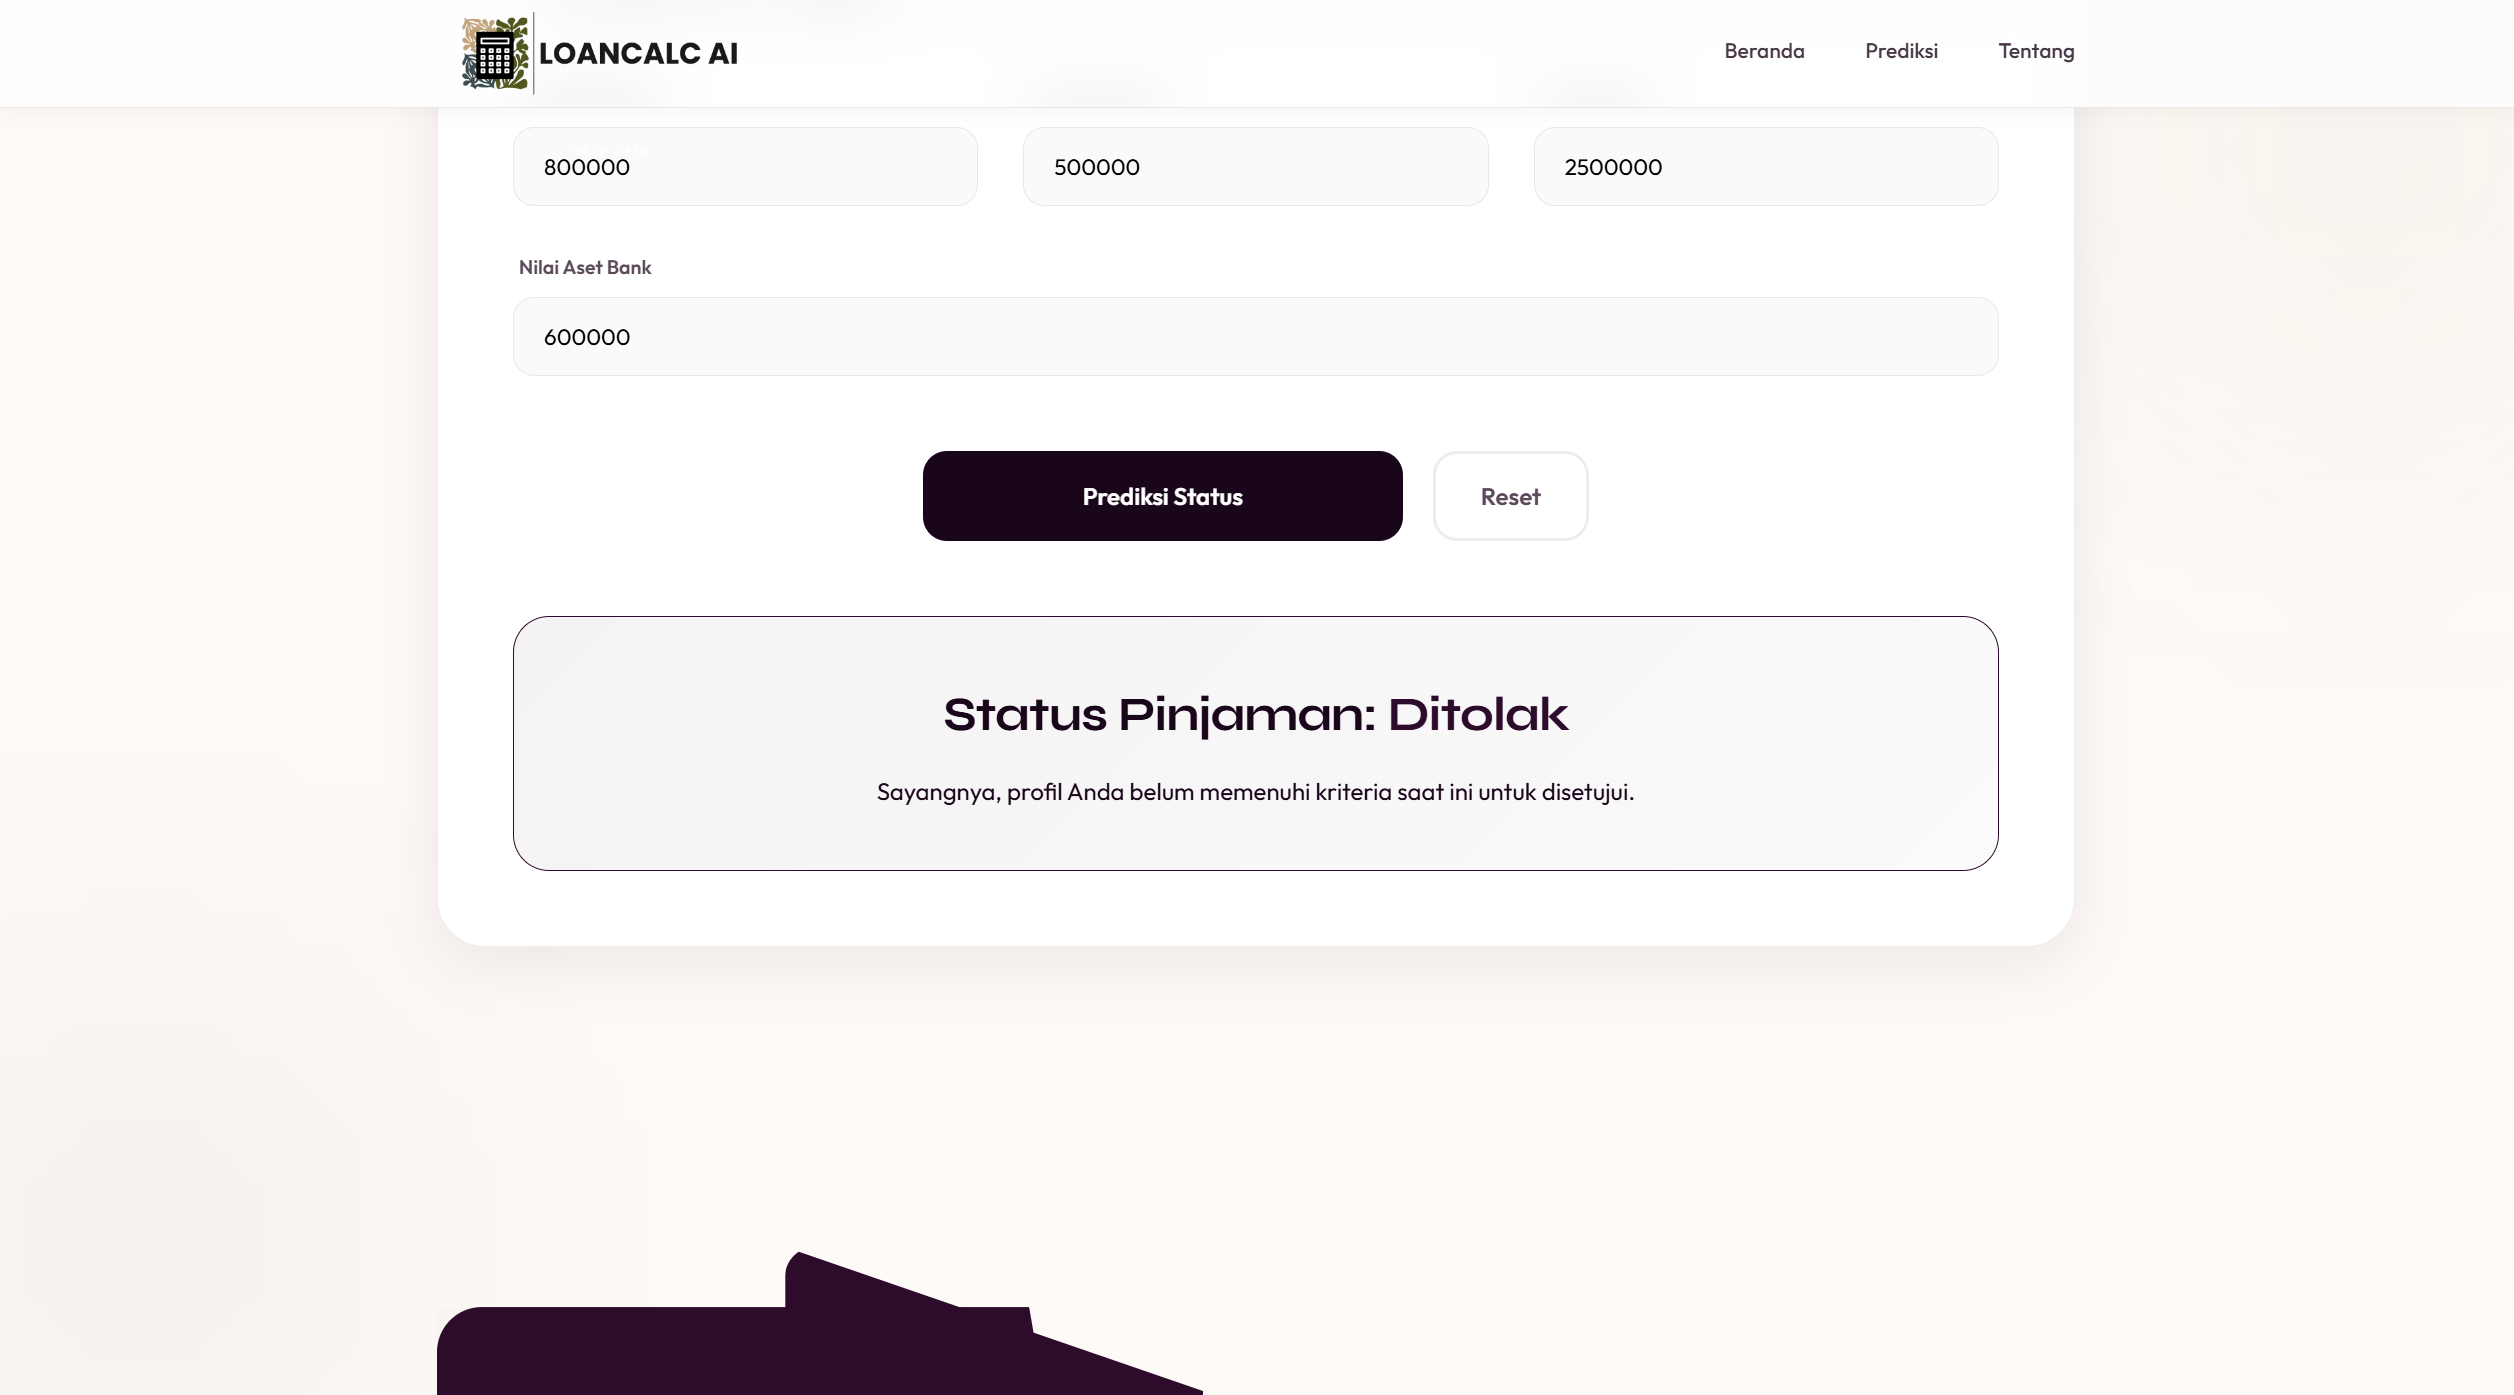 LOANCALC AI
Beranda Prediksi Tentang
800000 500000 2500000
Nilai Aset Bank
600000
Prediksi Status Reset
Status Pinjaman: Ditolak
Sayangnya, profil Anda belum memenuhi kriteria saat ini untuk disetujui.